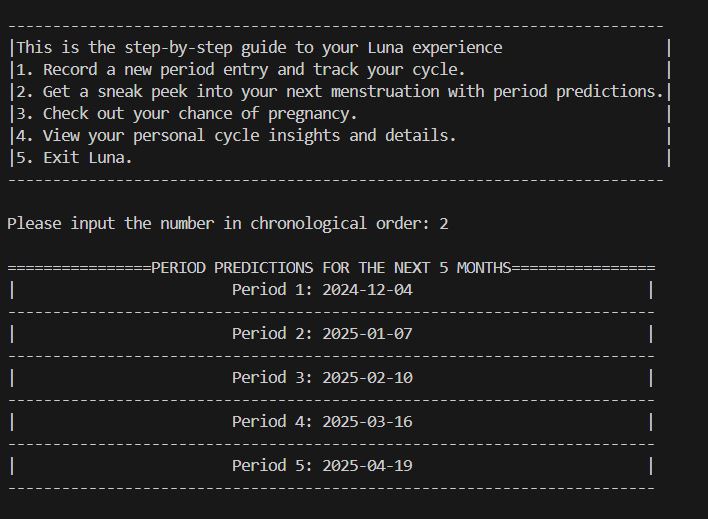 -------------------------------------------------------------------------
|This is the step-by-step guide to your Luna experience                  |
|1. Record a new period entry and track your cycle.                      |
|2. Get a sneak peek into your next menstruation with period predictions.|
|3. Check out your chance of pregnancy.                                  |
|4. View your personal cycle insights and details.                       |
|5. Exit Luna.                                                           |
-------------------------------------------------------------------------
Please input the number in chronological order: 2
================PERIOD PREDICTIONS FOR THE NEXT 5 MONTHS================
|                        Period 1: 2024-12-04                          |
------------------------------------------------------------------------
|                        Period 2: 2025-01-07                          |
------------------------------------------------------------------------
|                        Period 3: 2025-02-10                          |
------------------------------------------------------------------------
|                        Period 4: 2025-03-16                          |
------------------------------------------------------------------------
|                        Period 5: 2025-04-19                          |
------------------------------------------------------------------------